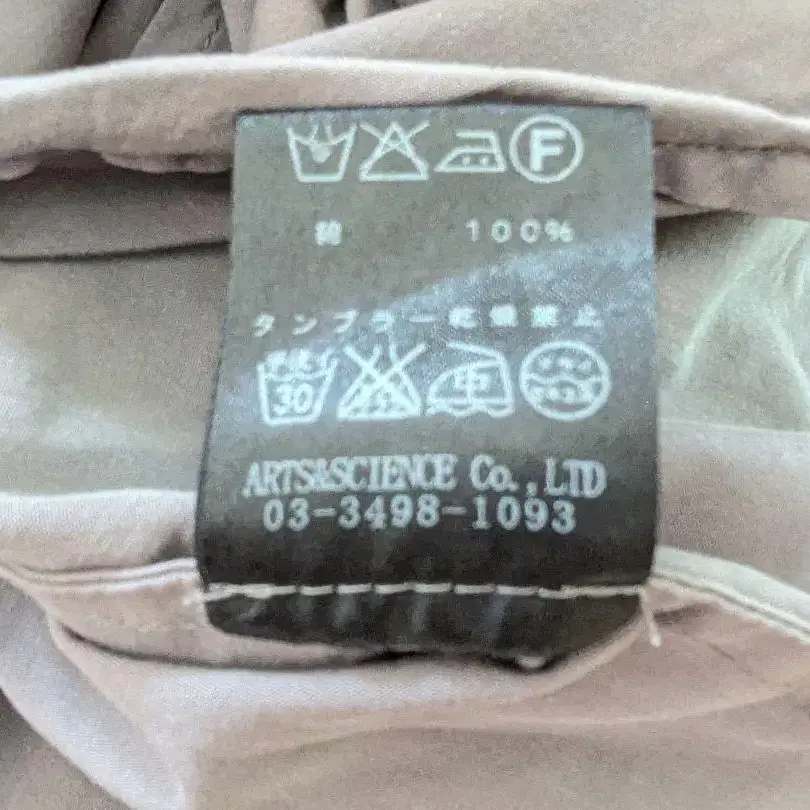 F
綿 100%
タンブラー乾燥禁止
30 中
ARTS&SCIENCE Co., LTD
03-3498-1093